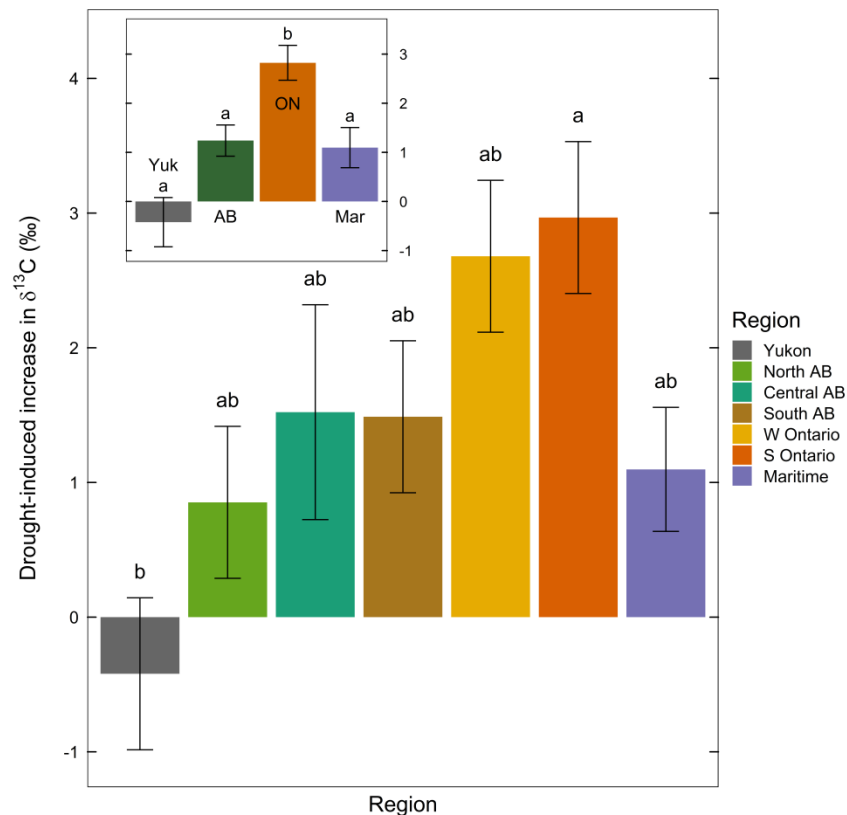 Drought-induced increase in δ¹³C (‰)
4
3
2
1
0
-1
b
ab
ab
ab
ab
a
ab
Region
Yuk
a
a
AB
b
ON
a
Mar
3
2
1
0
-1
Region
Yukon
North AB
Central AB
South AB
W Ontario
S Ontario
Maritime